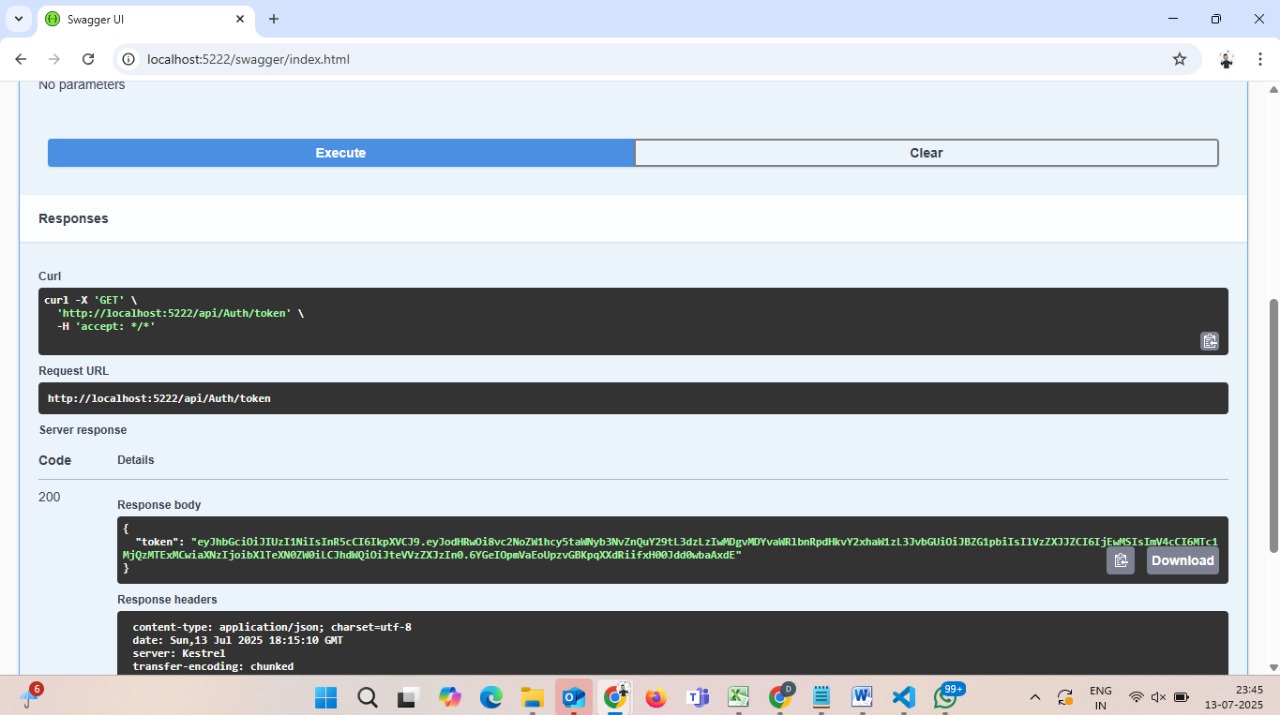 Swagger UI
localhost:5222/swagger/index.html
No parameters
Execute
Clear
Responses
Curl
curl -X 'GET' \
'http://localhost:5222/api/Auth/token' \
-H 'accept: */*'
Request URL
http://localhost:5222/api/Auth/token
Server response
Code
Details
200
Response body
{
"token": "eyJhbGciOiJIUzI1NiIsInR5cCI6IkpXVCJ9.eyJodHRwOi8vc2NoZW1hcy5taWNyb3NvZnQuY29tL3dzLzIwMDgvMDYvaWRlbnRpdHkvY2xhaW1zL3JvbGUiOiJBZG1pbiIsIlVzZXJJZCI6IjEwMSIsImV4cCI6MTc1
MjQzMTExMCwiaXNzIjoibXlTeXN0ZW0iLCJhdWQiOiJteVVzZXJzIn0.6YGeIOpmVaEoUpzvGBKpqXXdRiifxH00Jdd0wbaAxdE"
}
Download
Response headers
content-type: application/json; charset=utf-8
date: Sun,13 Jul 2025 18:15:10 GMT
server: Kestrel
transfer-encoding: chunked
6
D
99+
ENG
IN
23:45
13-07-2025